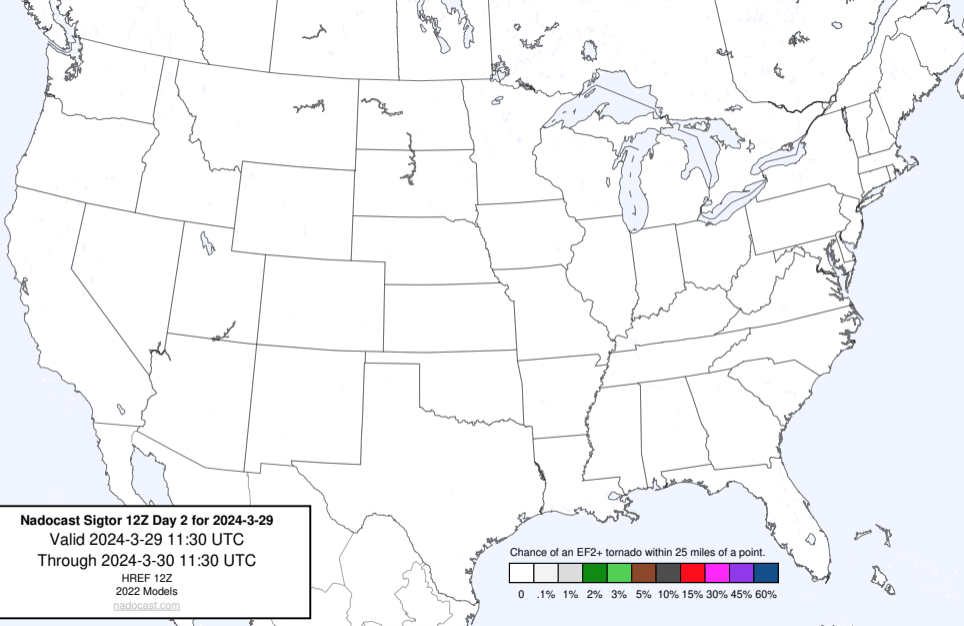 Nadocast Sigtor 12Z Day 2 for 2024-3-29
Valid 2024-3-29 11:30 UTC
Through 2024-3-30 11:30 UTC
HREF 12Z
2022 Models
nadocast.com
Chance of an EF2+ tornado within 25 miles of a point.
0 .1% 1% 2% 3% 5% 10% 15% 30% 45% 60%